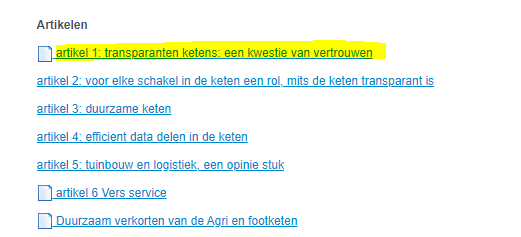 Artikelen
artikel 1: transparanten ketens: een kwestie van vertrouwen
artikel 2: voor elke schakel in de keten een rol, mits de keten transparant is
artikel 3: duurzame keten
artikel 4: efficient data delen in de keten
artikel 5: tuinbouw en logistiek, een opinie stuk
artikel 6 Vers service
Duurzaam verkorten van de Agri en footketen